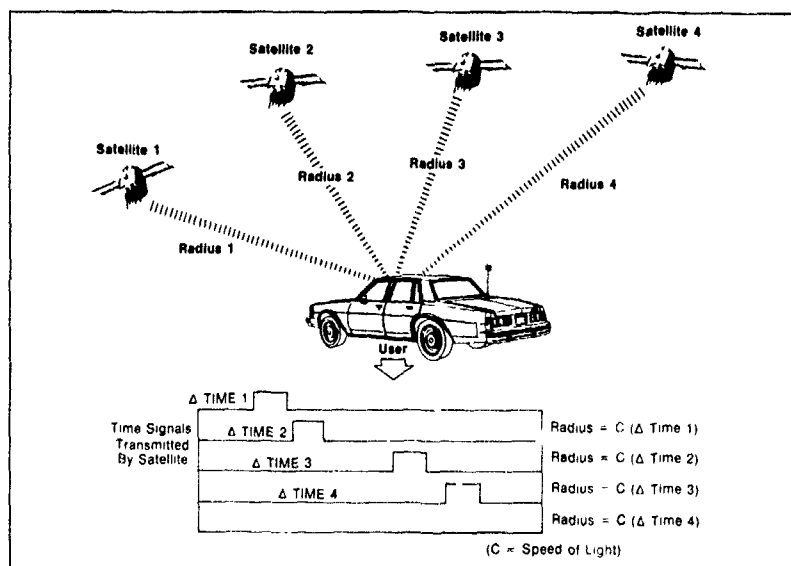 Satellite 2
Satellite 3
Satellite 4
Satellite 1
Radius 1
Radius 2
Radius 3
Radius 4
User
Time Signals
Transmitted
By Satellite
Δ TIME 1
Δ TIME 2
Δ TIME 3
Δ TIME 4
Radius = C (Δ Time 1)
Radius = C (Δ Time 2)
Radius = C (Δ Time 3)
Radius = C (Δ Time 4)
(C = Speed of Light)